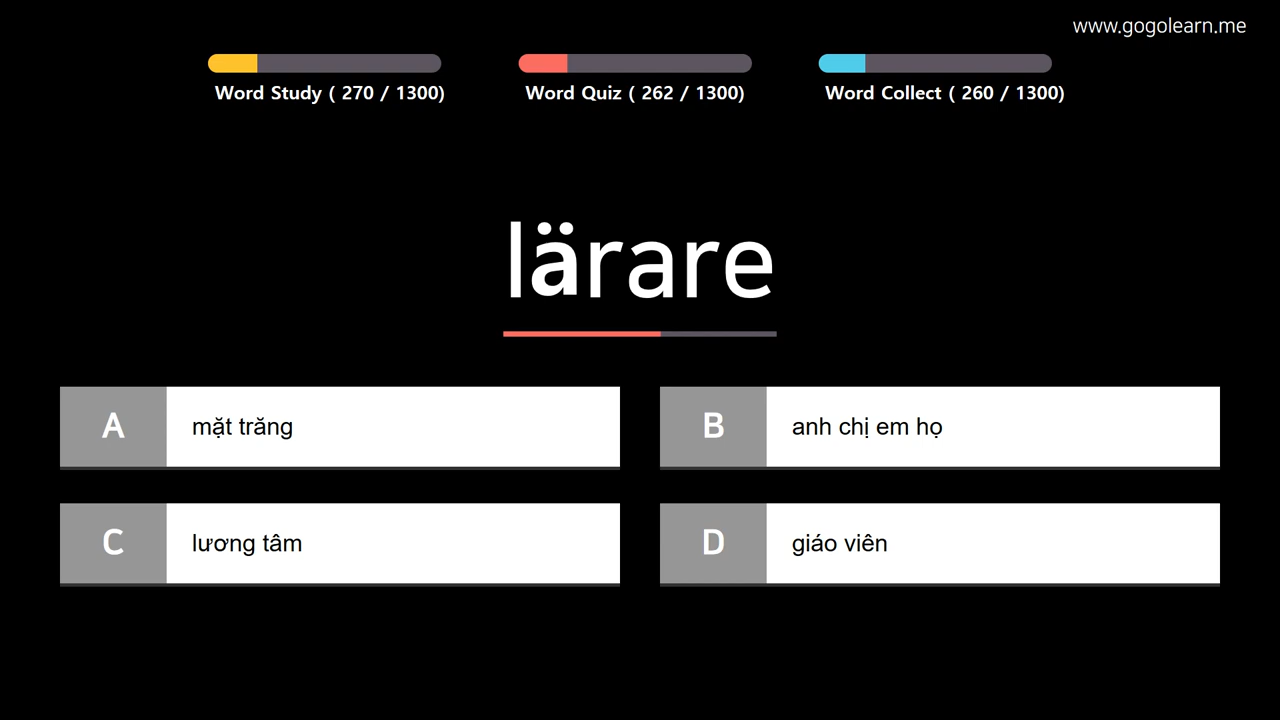 www.gogolearn.me
Word Study ( 270 / 1300)
Word Quiz ( 262 / 1300)
Word Collect ( 260 / 1300)
lärare
A mặt trăng
B anh chị em họ
C lương tâm
D giáo viên